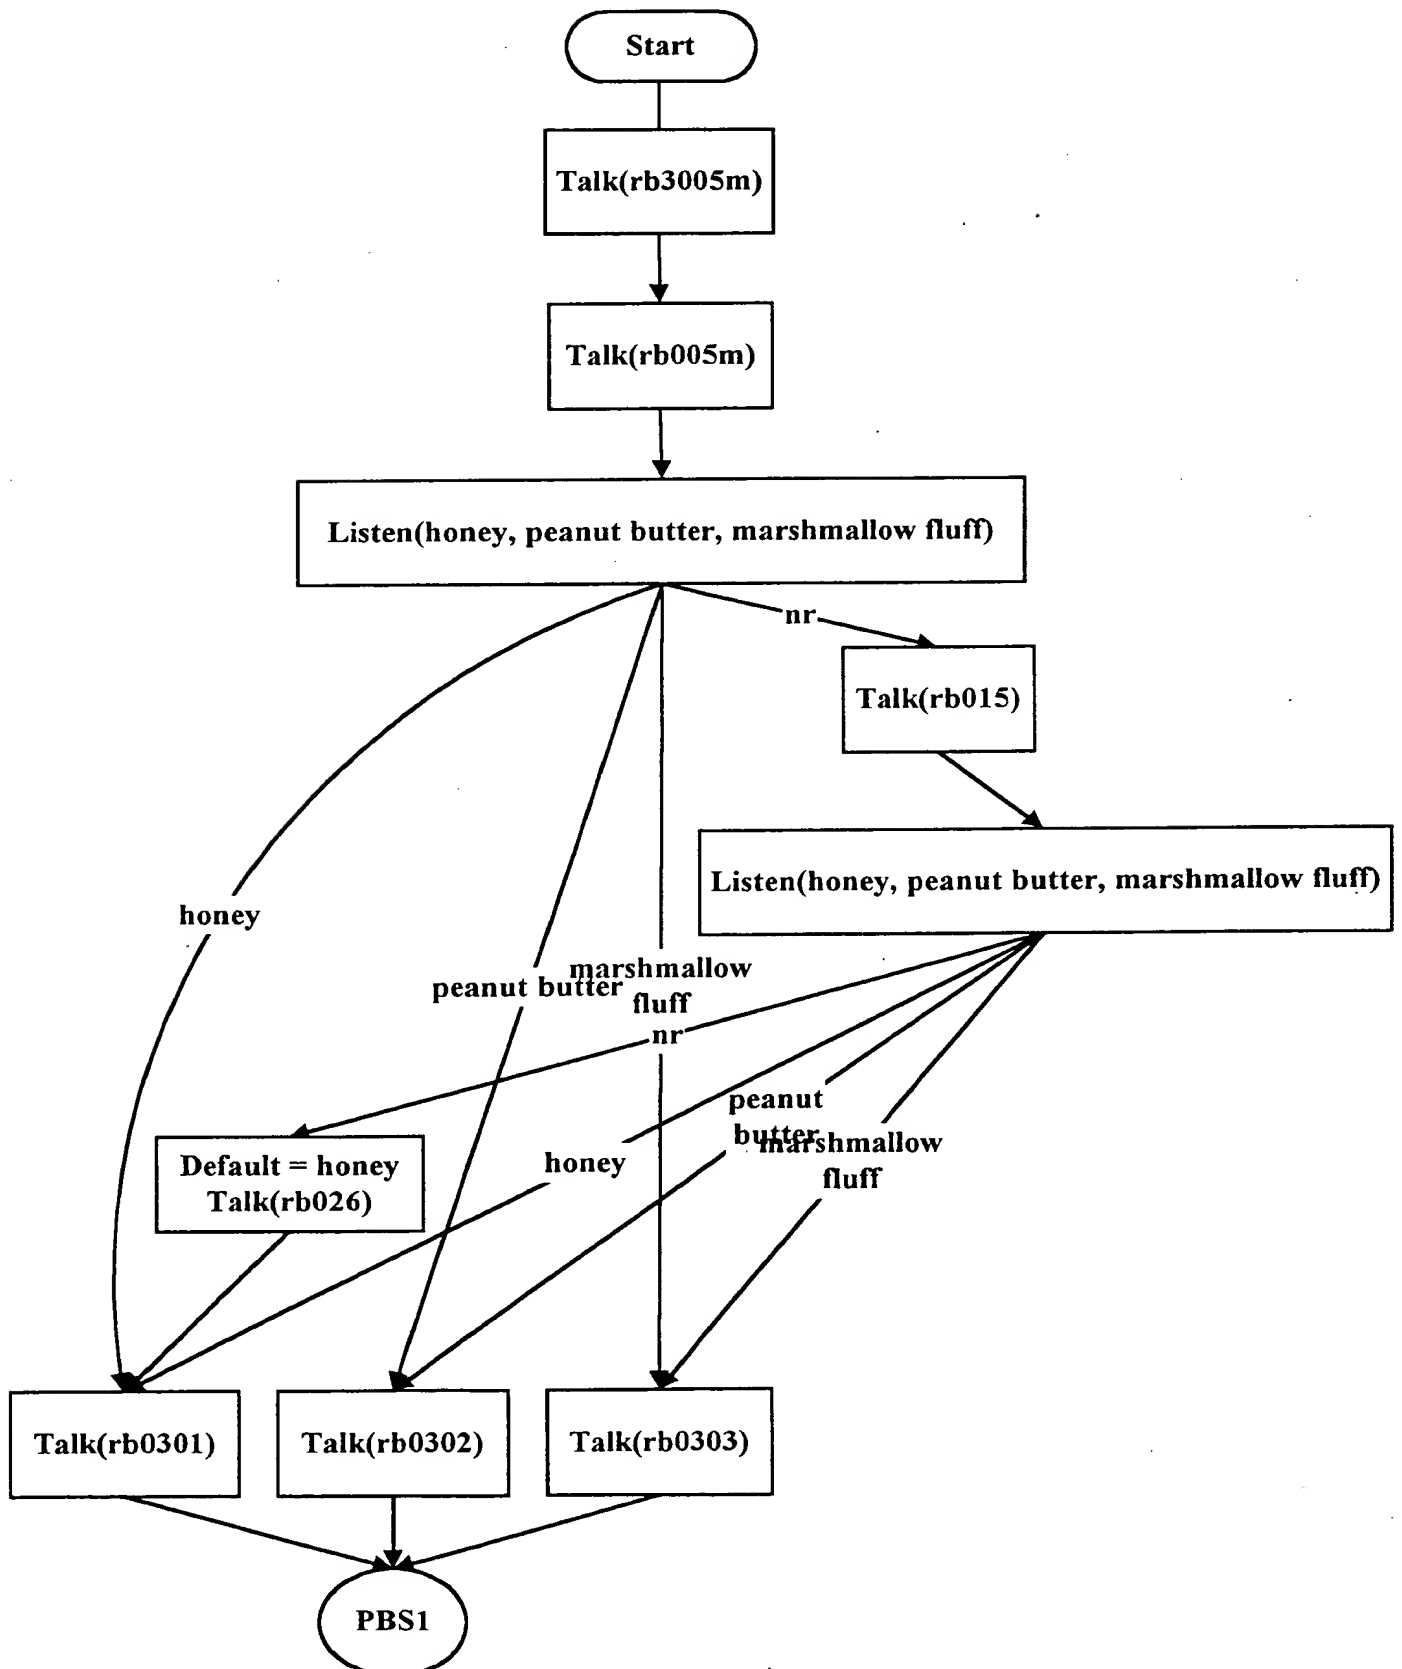 Start
Talk(rb3005m)
Talk(rb005m)
Listen(honey, peanut butter, marshmallow fluff)
nr
Talk(rb015)
Listen(honey, peanut butter, marshmallow fluff)
honey
peanut butter
marshmallow
fluff
nr
peanut
butter
marshmallow
fluff
honey
Default = honey
Talk(rb026)
Talk(rb0301)
Talk(rb0302)
Talk(rb0303)
PBS1